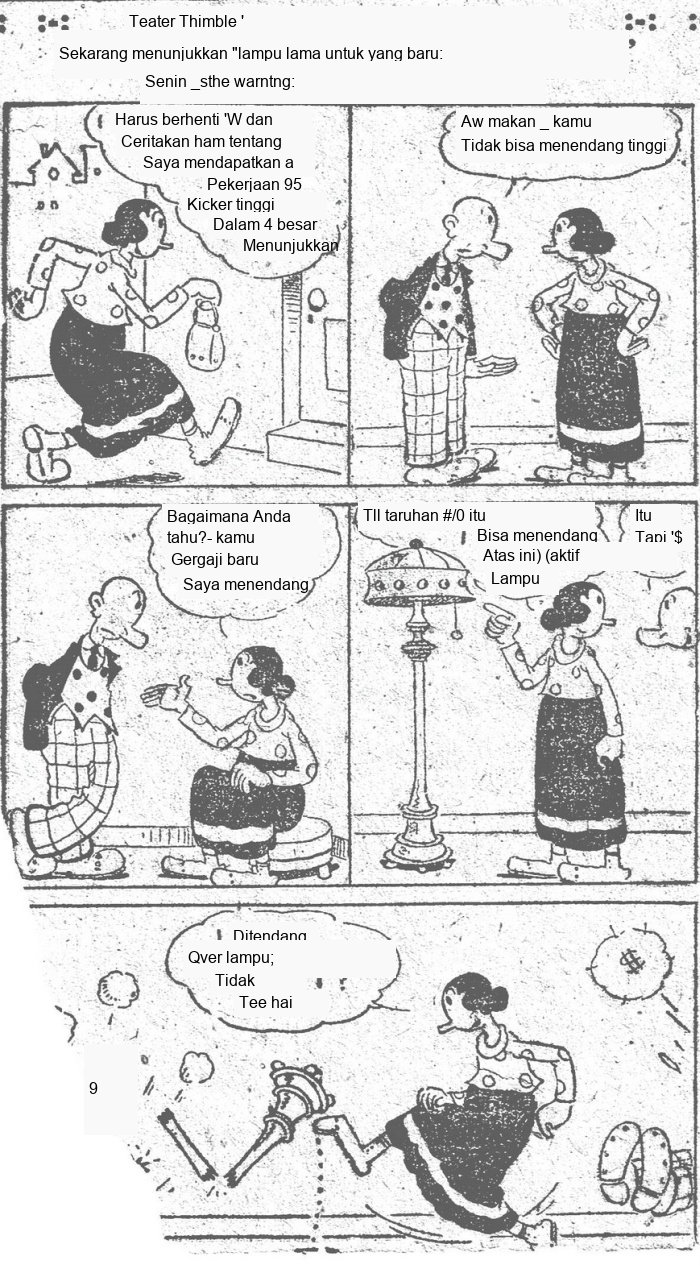 Teater Thimble '
Sekarang menunjukkan "lampu lama untuk yang baru:
Senin _sthe warntng:
Harus berhenti 'W dan
Ceritakan ham tentang
Saya mendapatkan a
Pekerjaan 95
Kicker tinggi
Dalam 4 besar
Menunjukkan
Aw makan _ kamu
Tidak bisa menendang tinggi
Bagaimana Anda
tahu?- kamu
Gergaji baru
Saya menendang
Tll taruhan #/0 itu
Bisa menendang
Atas ini) (aktif
Lampu
Itu
Tapi '$
Ditendang
Qver lampu;
Tidak
Tee hai
9